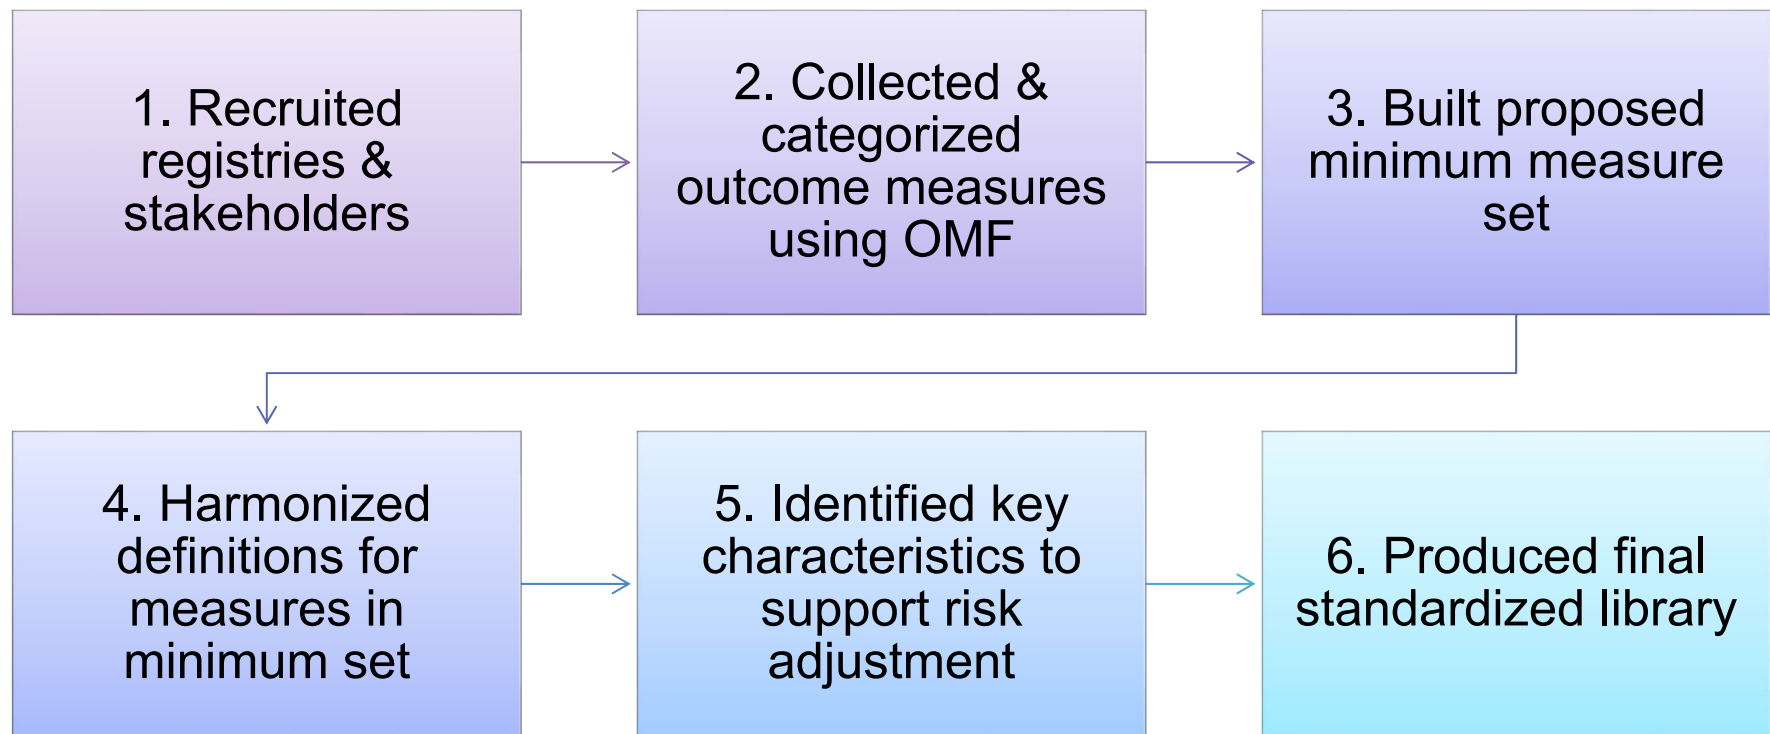 1. Recruited
registries &
stakeholders
2. Collected &
categorized
outcome measures
using OMF
3. Built proposed
minimum measure
set
4. Harmonized
definitions for
measures in
minimum set
5. Identified key
characteristics to
support risk
adjustment
6. Produced final
standardized library